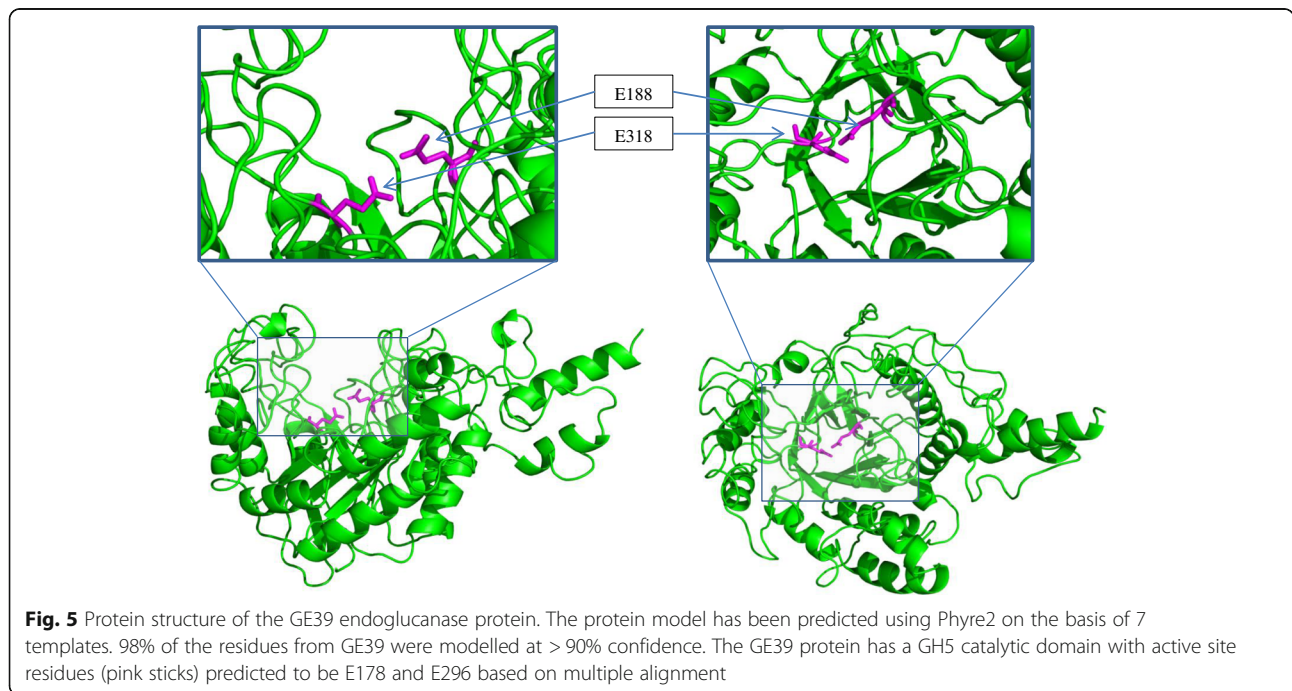 E188
E318
Fig. 5 Protein structure of the GE39 endoglucanase protein. The protein model has been predicted using Phyre2 on the basis of 7
templates. 98% of the residues from GE39 were modelled at > 90% confidence. The GE39 protein has a GH5 catalytic domain with active site
residues (pink sticks) predicted to be E178 and E296 based on multiple alignment